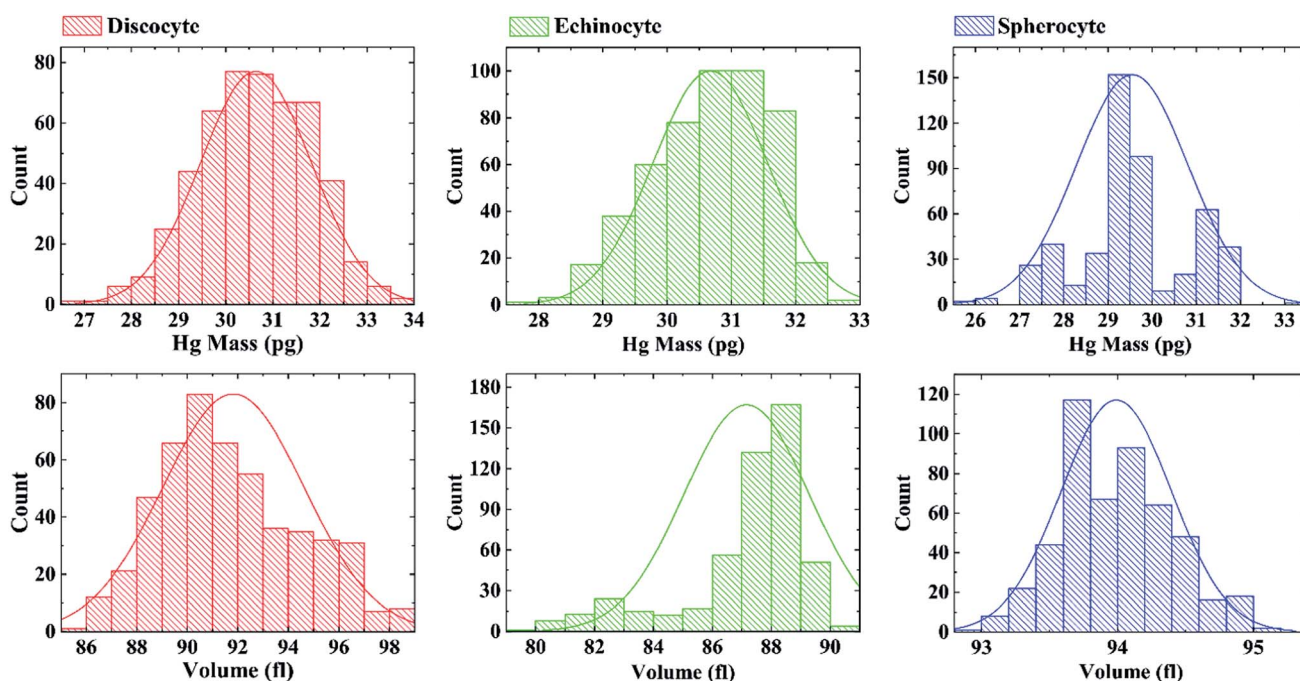 Discocyte
Echinocyte
Spherocyte
80
60
40
20
0
Count
27 28 29 30 31 32 33 34
Hg Mass (pg)
100
80
60
40
20
0
Count
28 29 30 31 32 33
Hg Mass (pg)
150
120
90
60
30
0
Count
26 27 28 29 30 31 32 33
Hg Mass (pg)
80
60
40
20
0
Count
86 88 90 92 94 96 98
Volume (fl)
180
150
120
90
60
30
0
Count
80 82 84 86 88 90
Volume (fl)
120
100
80
60
40
20
0
Count
93 94 95
Volume (fl)